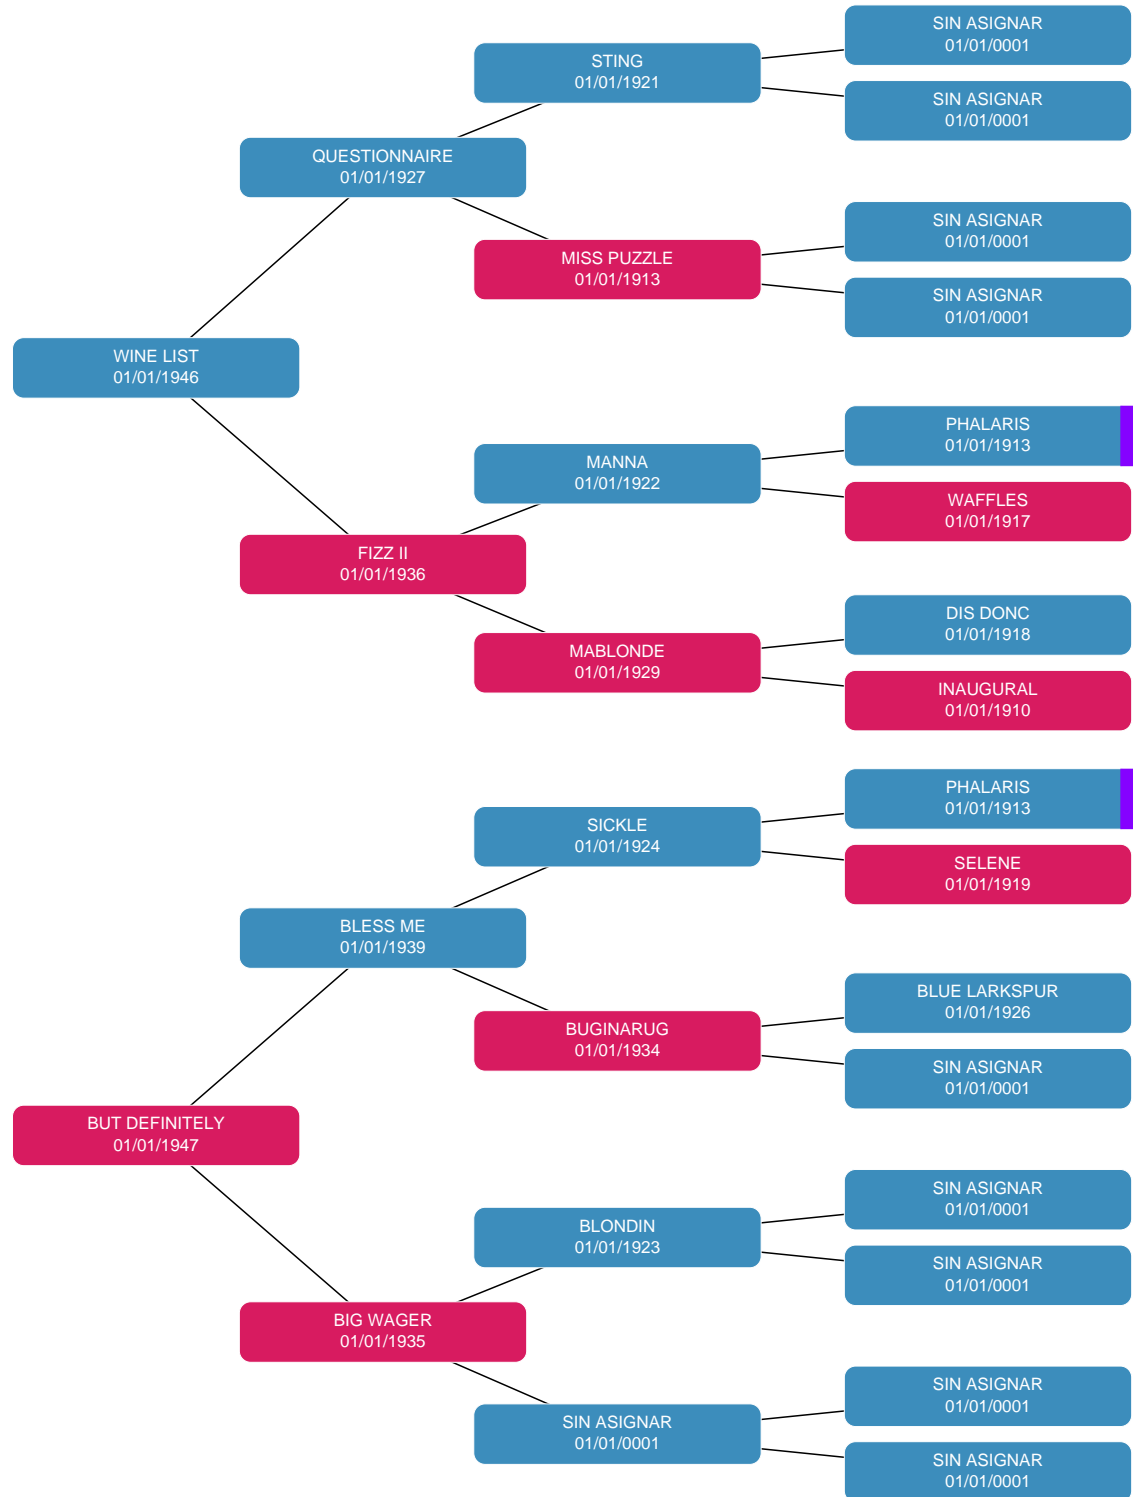 SIN ASIGNAR
01/01/0001
STING
01/01/1921
SIN ASIGNAR
01/01/0001
QUESTIONNAIRE
01/01/1927
SIN ASIGNAR
01/01/0001
MISS PUZZLE
01/01/1913
SIN ASIGNAR
01/01/0001
WINE LIST
01/01/1946
PHALARIS
01/01/1913
MANNA
01/01/1922
WAFFLES
01/01/1917
FIZZ II
01/01/1936
DIS DONC
01/01/1918
MABLONDE
01/01/1929
INAUGURAL
01/01/1910
PHALARIS
01/01/1913
SICKLE
01/01/1924
SELENE
01/01/1919
BLESS ME
01/01/1939
BLUE LARKSPUR
01/01/1926
BUGINARUG
01/01/1934
SIN ASIGNAR
01/01/0001
BUT DEFINITELY
01/01/1947
SIN ASIGNAR
01/01/0001
BLONDIN
01/01/1923
SIN ASIGNAR
01/01/0001
BIG WAGER
01/01/1935
SIN ASIGNAR
01/01/0001
SIN ASIGNAR
01/01/0001
SIN ASIGNAR
01/01/0001